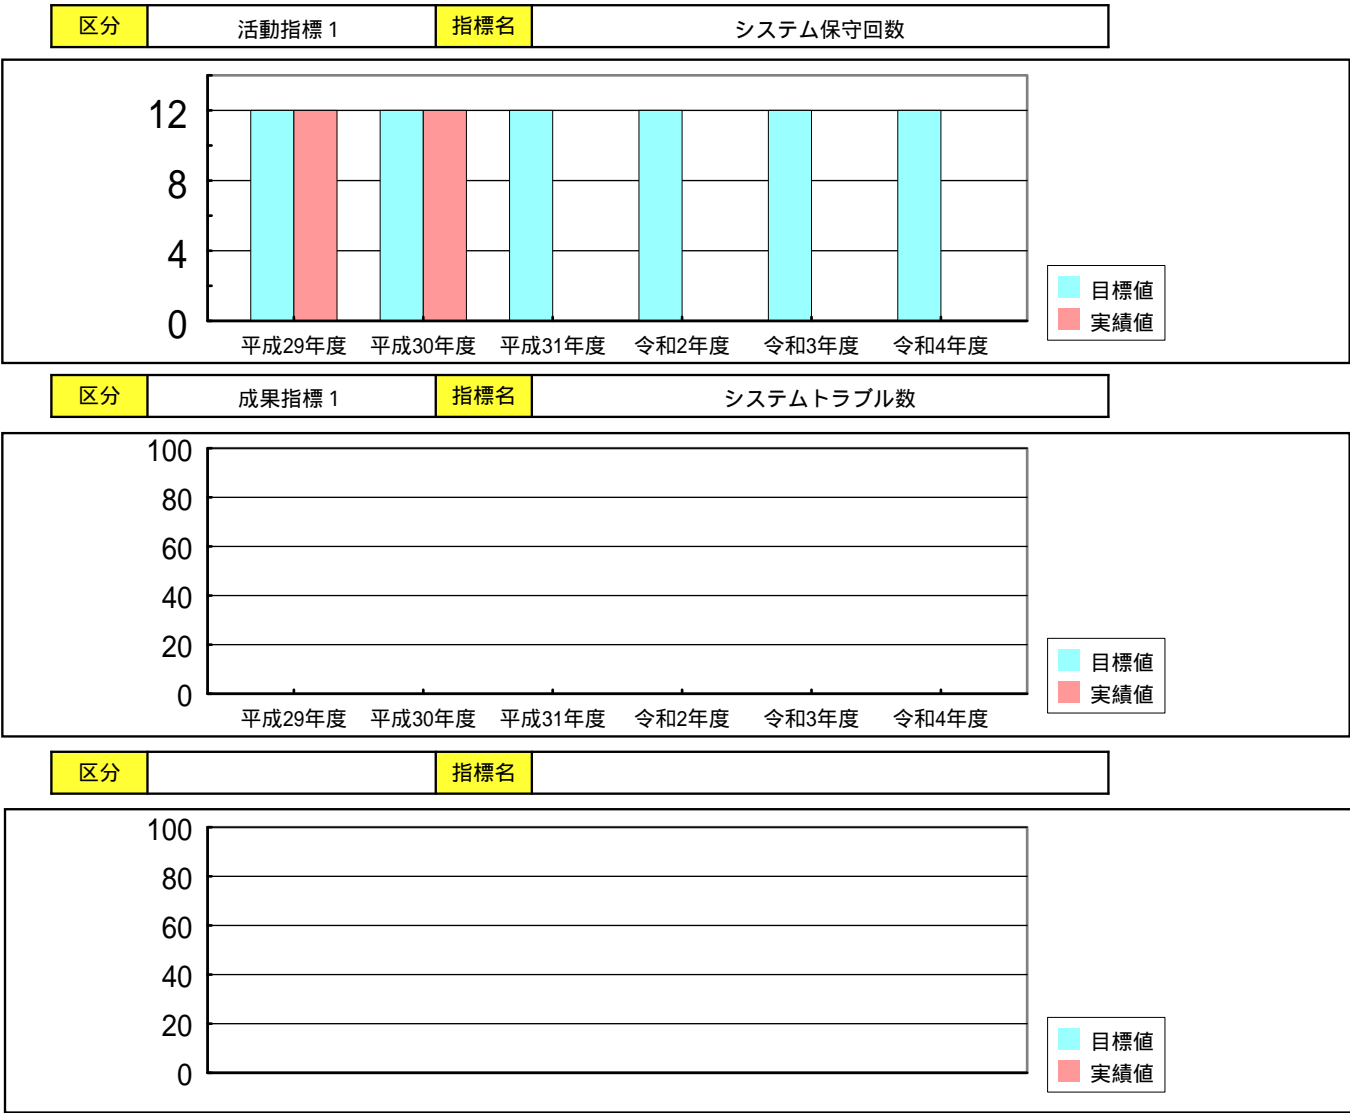 区分 活動指標1 指標名 システム保守回数
12
8
4
0
平成29年度 平成30年度 平成31年度 令和2年度 令和3年度 令和4年度
目標値
実績値
区分 成果指標1 指標名 システムトラブル数
100
80
60
40
20
0
平成29年度 平成30年度 平成31年度 令和2年度 令和3年度 令和4年度
目標値
実績値
区分 指標名
100
80
60
40
20
0
目標値
実績値